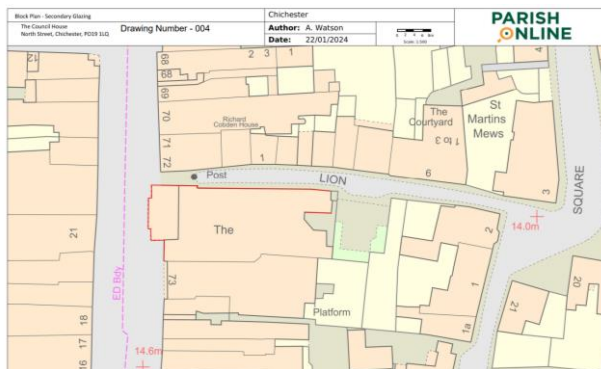 Block Plan - Secondary Glazing
The Council House
North Street, Chichester, PO19 1LQ
Drawing Number - 004
Chichester
Author: A. Watson
Date: 22/01/2024
PARISH
ONLINE
12
68
2 3 1
4
69
69
70
Richard
Cobden House
71
72
1
The
Courtyard
1 to 3
St
Martins
Mews
Post
LION
6
3
SQUARE
14.0m
The
2
21
73
ED Bdy
1
20
21
Platform
18
1a
17
14.6m
16